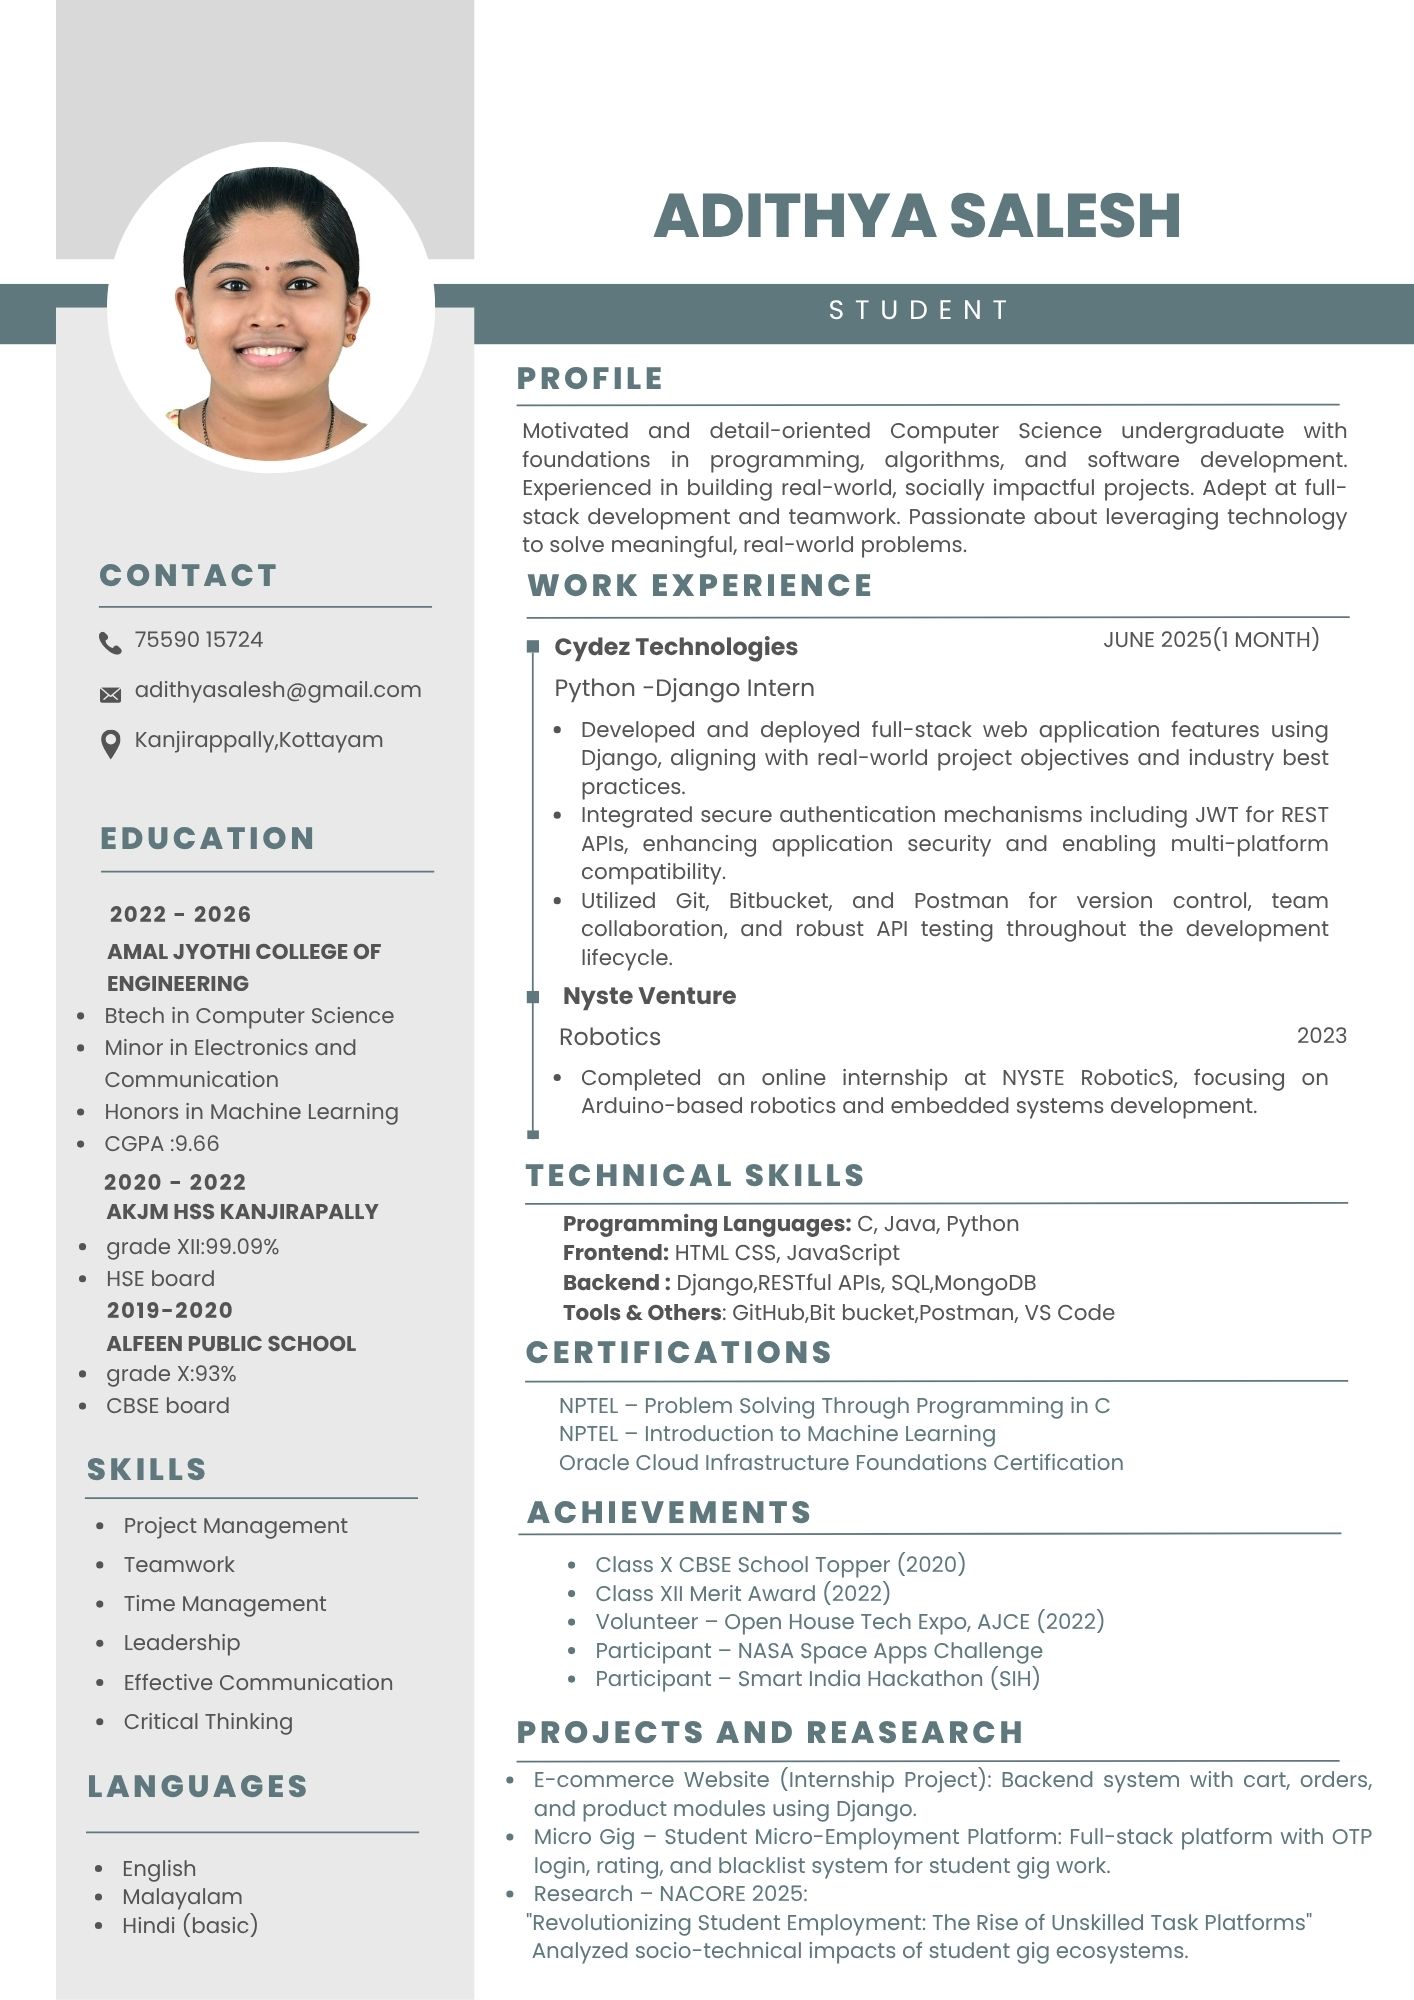 ADITHYA SALESH
STUDENT
CONTACT
75590 15724
adithyasalesh@gmail.com
Kanjirappally,Kottayam
EDUCATION
2022 - 2026
AMAL JYOTHI COLLEGE OF
ENGINEERING
• Btech in Computer Science
• Minor in Electronics and
Communication
• Honors in Machine Learning
• CGPA :9.66
2020 - 2022
AKJM HSS KANJIRAPALLY
• grade XII:99.09%
• HSE board
2019-2020
ALFEEN PUBLIC SCHOOL
• grade X:93%
• CBSE board
SKILLS
• Project Management
• Teamwork
• Time Management
• Leadership
• Effective Communication
• Critical Thinking
LANGUAGES
• English
• Malayalam
• Hindi (basic)
PROFILE
Motivated and detail-oriented Computer Science undergraduate with
foundations in programming, algorithms, and software development.
Experienced in building real-world, socially impactful projects. Adept at full-
stack development and teamwork. Passionate about leveraging technology
to solve meaningful, real-world problems.
WORK EXPERIENCE
Cydez Technologies JUNE 2025(1 MONTH)
Python -Django Intern
• Developed and deployed full-stack web application features using
Django, aligning with real-world project objectives and industry best
practices.
• Integrated secure authentication mechanisms including JWT for REST
APIs, enhancing application security and enabling multi-platform
compatibility.
• Utilized Git, Bitbucket, and Postman for version control, team
collaboration, and robust API testing throughout the development
lifecycle.
Nyste Venture
Robotics 2023
• Completed an online internship at NYSTE RoboticS, focusing on
Arduino-based robotics and embedded systems development.
TECHNICAL SKILLS
Programming Languages: C, Java, Python
Frontend: HTML CSS, JavaScript
Backend : Django,RESTful APIs, SQL,MongoDB
Tools & Others: GitHub,Bit bucket,Postman, VS Code
CERTIFICATIONS
NPTEL – Problem Solving Through Programming in C
NPTEL – Introduction to Machine Learning
Oracle Cloud Infrastructure Foundations Certification
ACHIEVEMENTS
• Class X CBSE School Topper (2020)
• Class XII Merit Award (2022)
• Volunteer – Open House Tech Expo, AJCE (2022)
• Participant – NASA Space Apps Challenge
• Participant – Smart India Hackathon (SIH)
PROJECTS AND REASEARCH
• E-commerce Website (Internship Project): Backend system with cart, orders,
and product modules using Django.
• Micro Gig – Student Micro-Employment Platform: Full-stack platform with OTP
login, rating, and blacklist system for student gig work.
• Research – NACORE 2025:
"Revolutionizing Student Employment: The Rise of Unskilled Task Platforms"
Analyzed socio-technical impacts of student gig ecosystems.